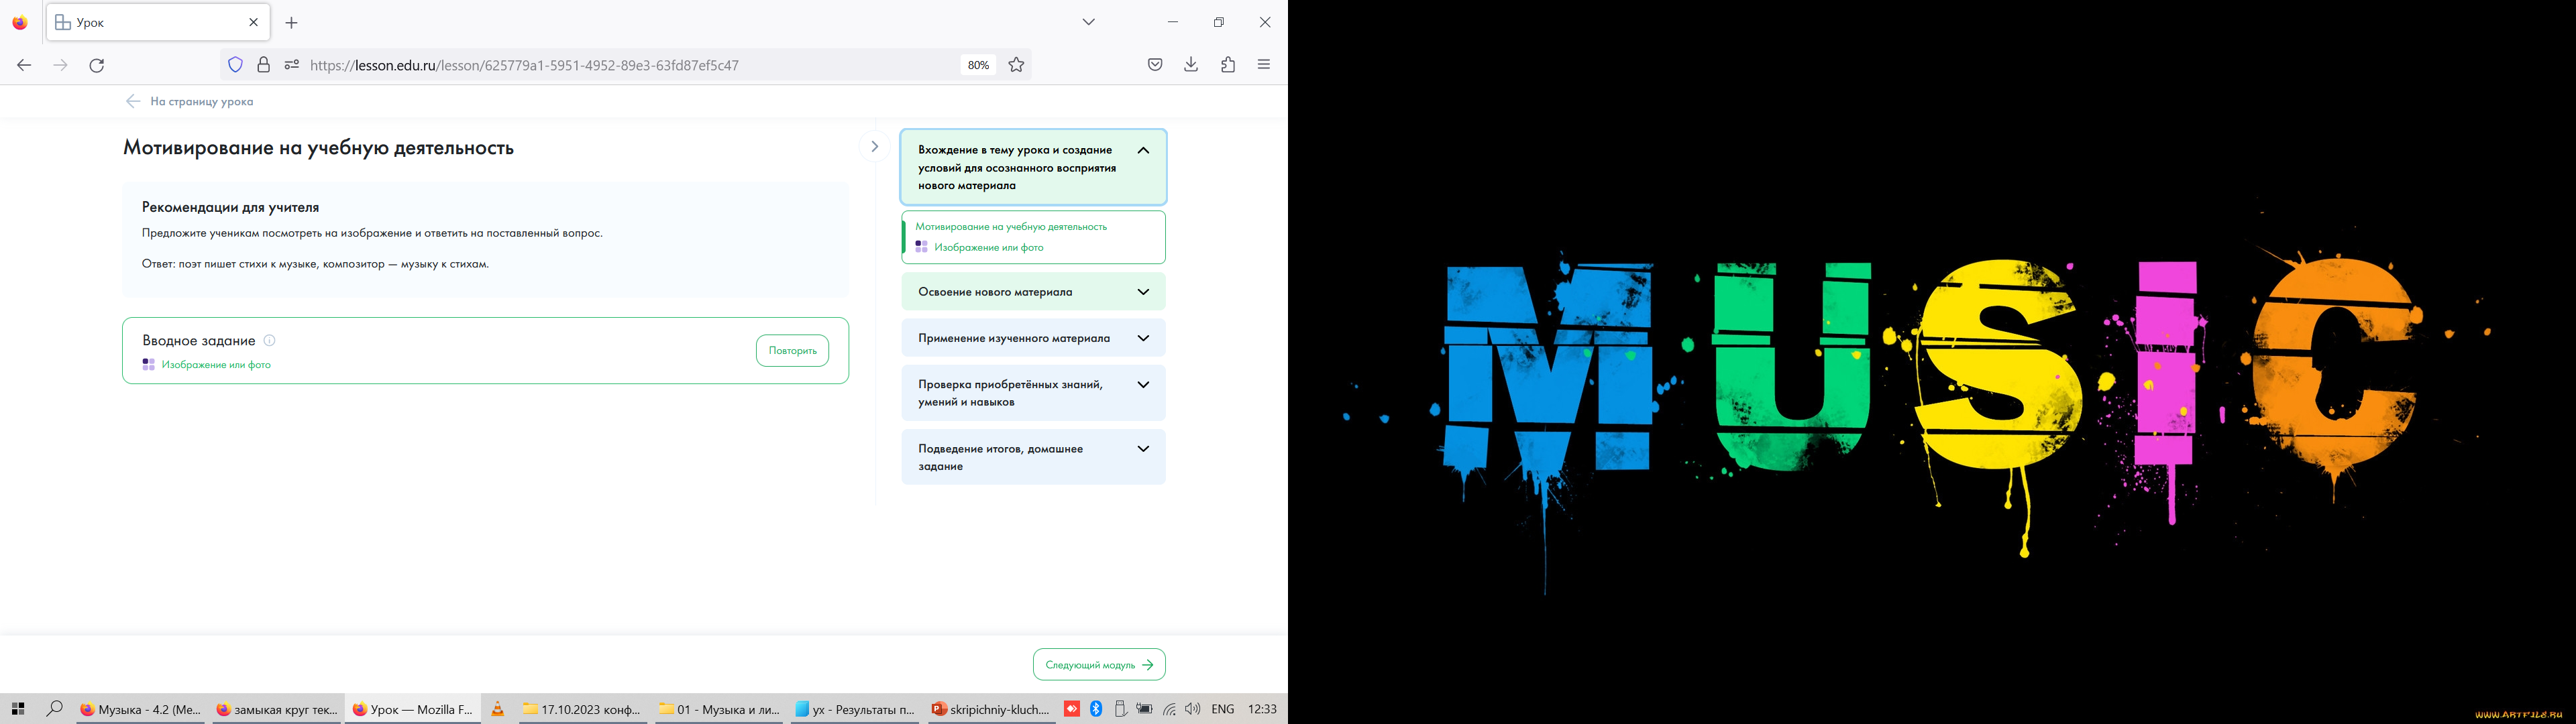 Урок
https://lesson.edu.ru/lesson/625779a1-5951-4952-89e3-63fd87ef5c47
80%
На страницу урока
Мотивирование на учебную деятельность
Рекомендации для учителя
Предложите ученикам посмотреть на изображение и ответить на поставленный вопрос.
Ответ: поэт пишет стихи к музыке, композитор — музыку к стихам.
Вводное задание
Изображение или фото
Повторить
Вхождение в тему урока и создание
условий для осознанного восприятия
нового материала
Мотивирование на учебную деятельность
Изображение или фото
Освоение нового материала
Применение изученного материала
Проверка приобретённых знаний,
умений и навыков
Подведение итогов, домашнее
задание
Следующий модуль
Музыка - 4.2 (Ме...
замыкая круг тек...
Урок — Mozilla F...
17.10.2023 конф...
01 - Музыка и ли...
ух - Результаты п...
skripichniy-kluch....
ENG
12:33
MUSIC
www.ARTFILE.RU